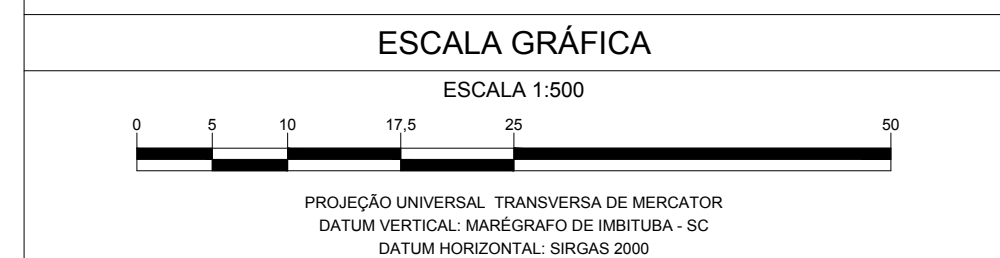 ESCALA GRÁFICA
ESCALA 1:500
0 5 10 17,5 25 50
PROJEÇÃO UNIVERSAL TRANSVERSA DE MERCATOR
DATUM VERTICAL: MARÉGRAFO DE IMBITUBA - SC
DATUM HORIZONTAL: SIRGAS 2000